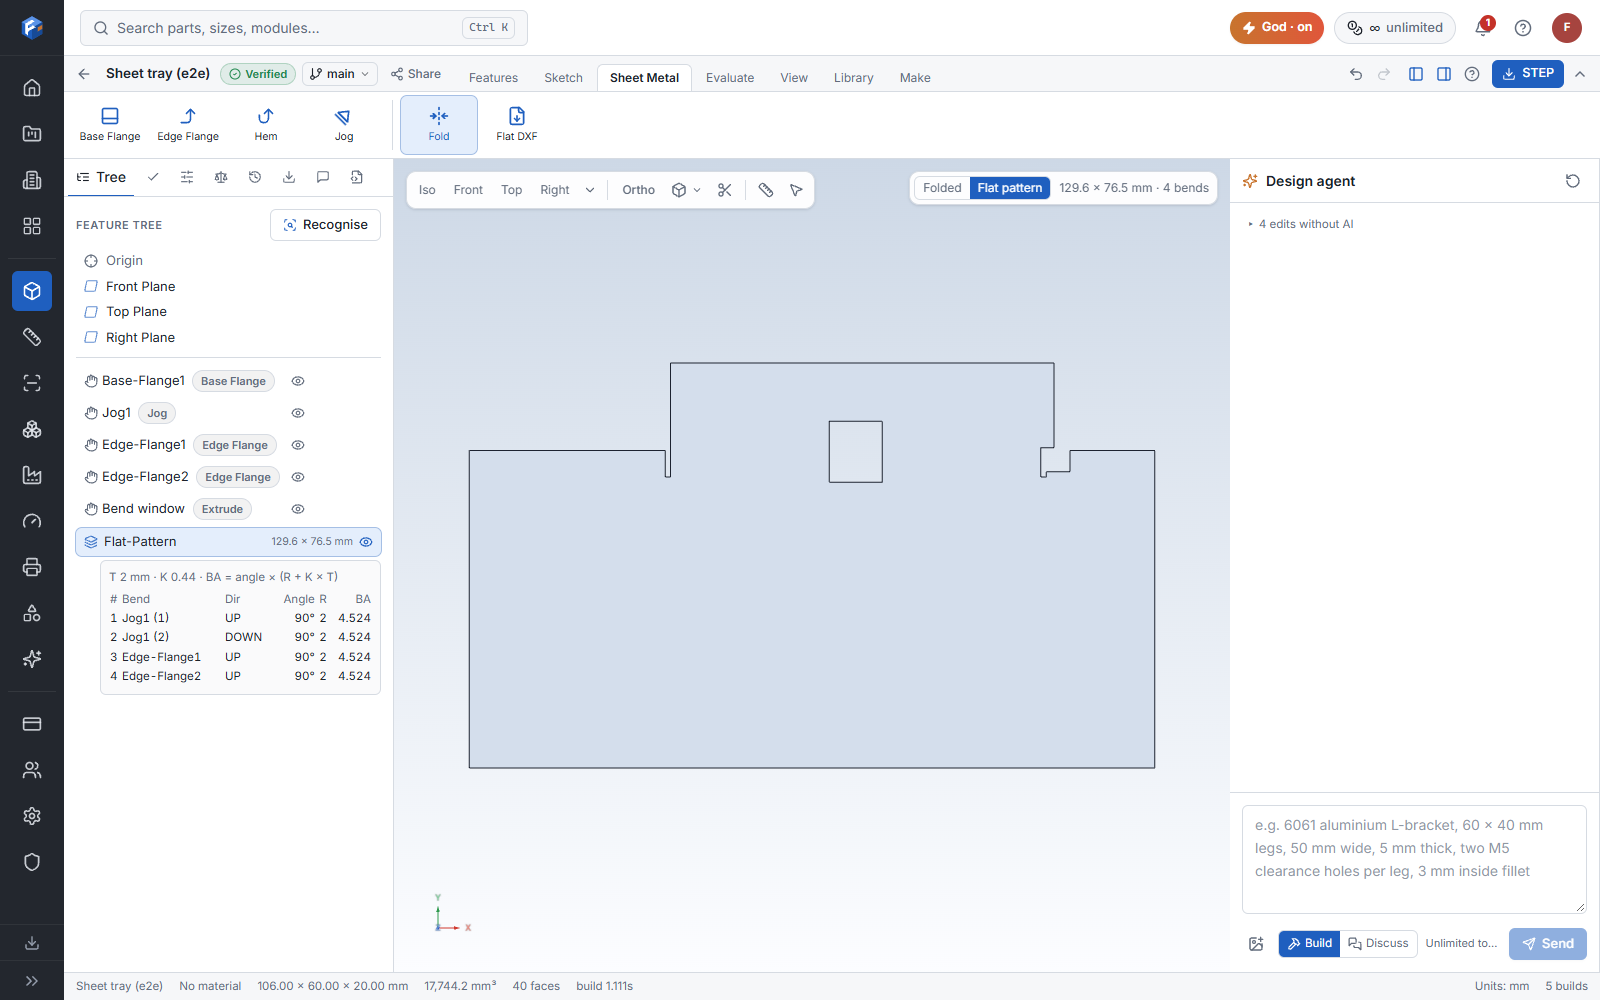 Search parts, sizes, modules...
Ctrl K
God · on
∞ unlimited
1
F
Sheet tray (e2e)
Verified
main
Share
Features
Sketch
Sheet Metal
Evaluate
View
Library
Make
STEP
Base Flange
Edge Flange
Hem
Jog
Fold
Flat DXF
Tree
Iso
Front
Top
Right
Ortho
Folded
Flat pattern
129.6 × 76.5 mm · 4 bends
Design agent
4 edits without AI
FEATURE TREE
Recognise
Origin
Front Plane
Top Plane
Right Plane
Base-Flange1 Base Flange
Jog1 Jog
Edge-Flange1 Edge Flange
Edge-Flange2 Edge Flange
Bend window Extrude
Flat-Pattern 129.6 × 76.5 mm
T 2 mm · K 0.44 · BA = angle × (R + K × T)
# Bend Dir Angle R BA
1 Jog1 (1) UP 90° 2 4.524
2 Jog1 (2) DOWN 90° 2 4.524
3 Edge-Flange1 UP 90° 2 4.524
4 Edge-Flange2 UP 90° 2 4.524
Y
X
e.g. 6061 aluminium L-bracket, 60 × 40 mm
legs, 50 mm wide, 5 mm thick, two M5
clearance holes per leg, 3 mm inside fillet
Build
Discuss
Unlimited to...
Send
Sheet tray (e2e)
No material
106.00 × 60.00 × 20.00 mm
17,744.2 mm³
40 faces
build 1.111s
Units: mm
5 builds